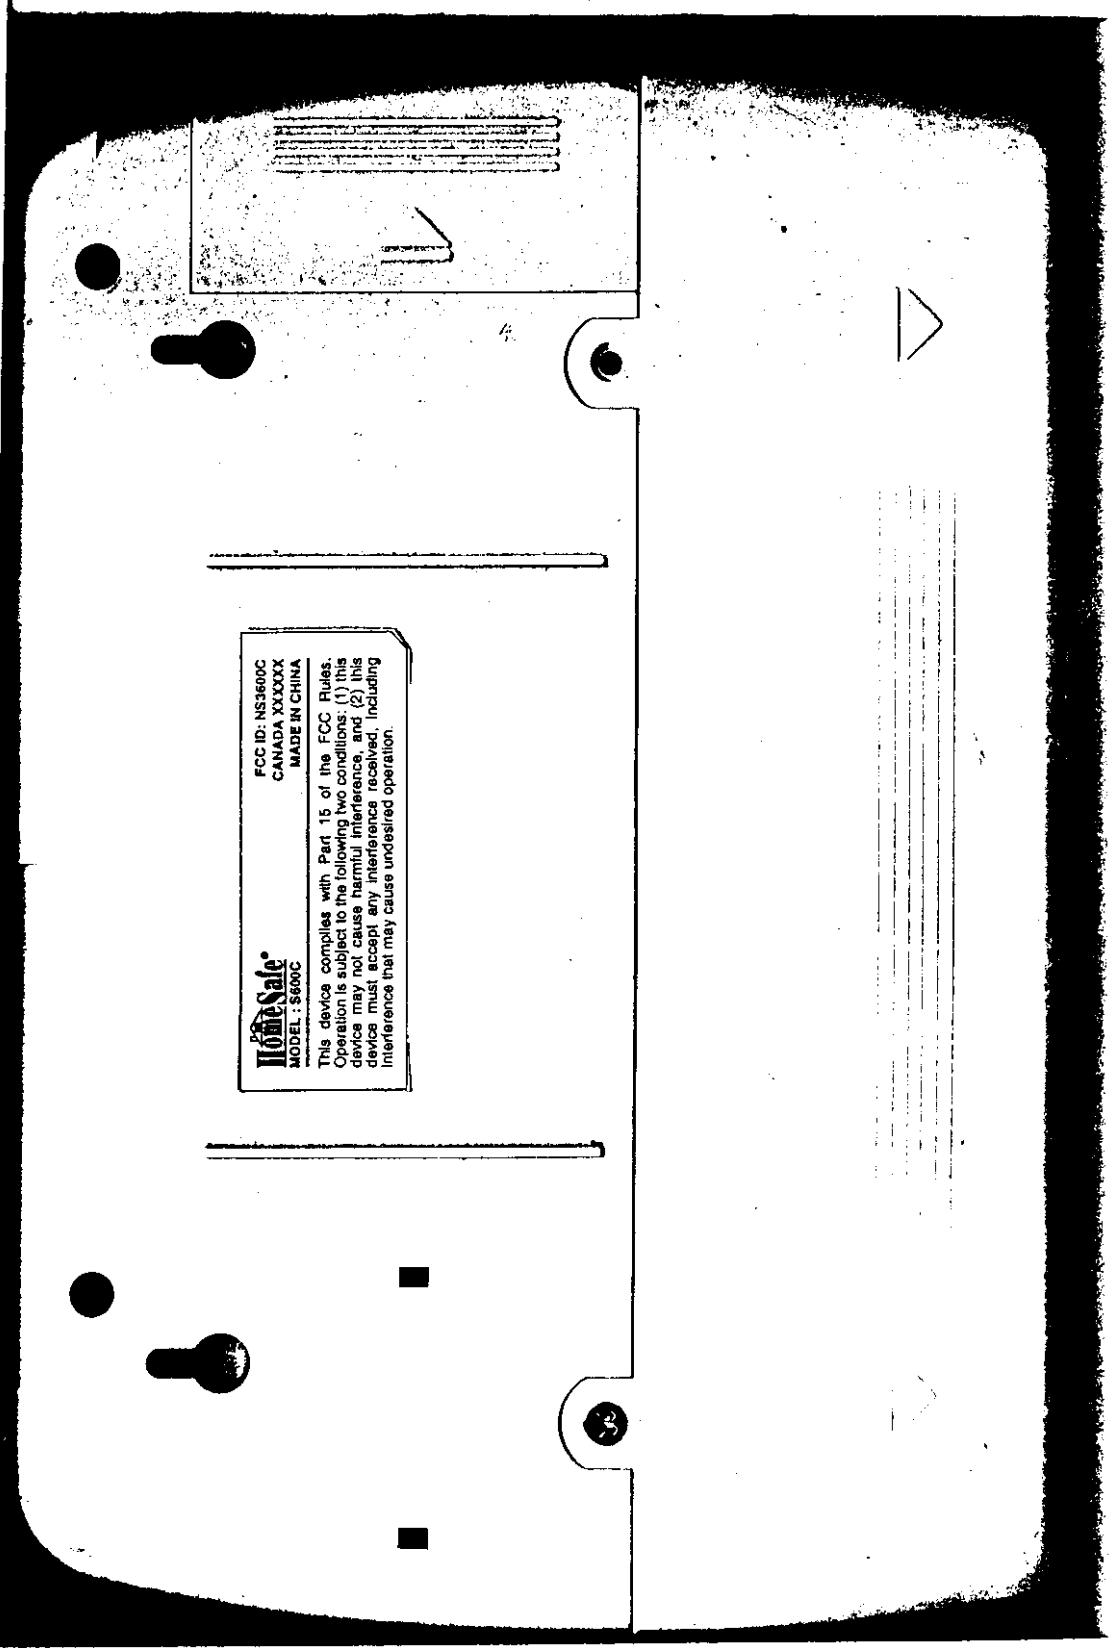 HomeSafe®
MODEL : S600C
FCC ID: NS3600C
CANADA XXXXXX
MADE IN CHINA
This device complies with Part 15 of the FCC Rules.
Operation is subject to the following two conditions: (1) this
device may not cause harmful interference, and (2) this
device must accept any interference received, including
interference that may cause undesired operation.